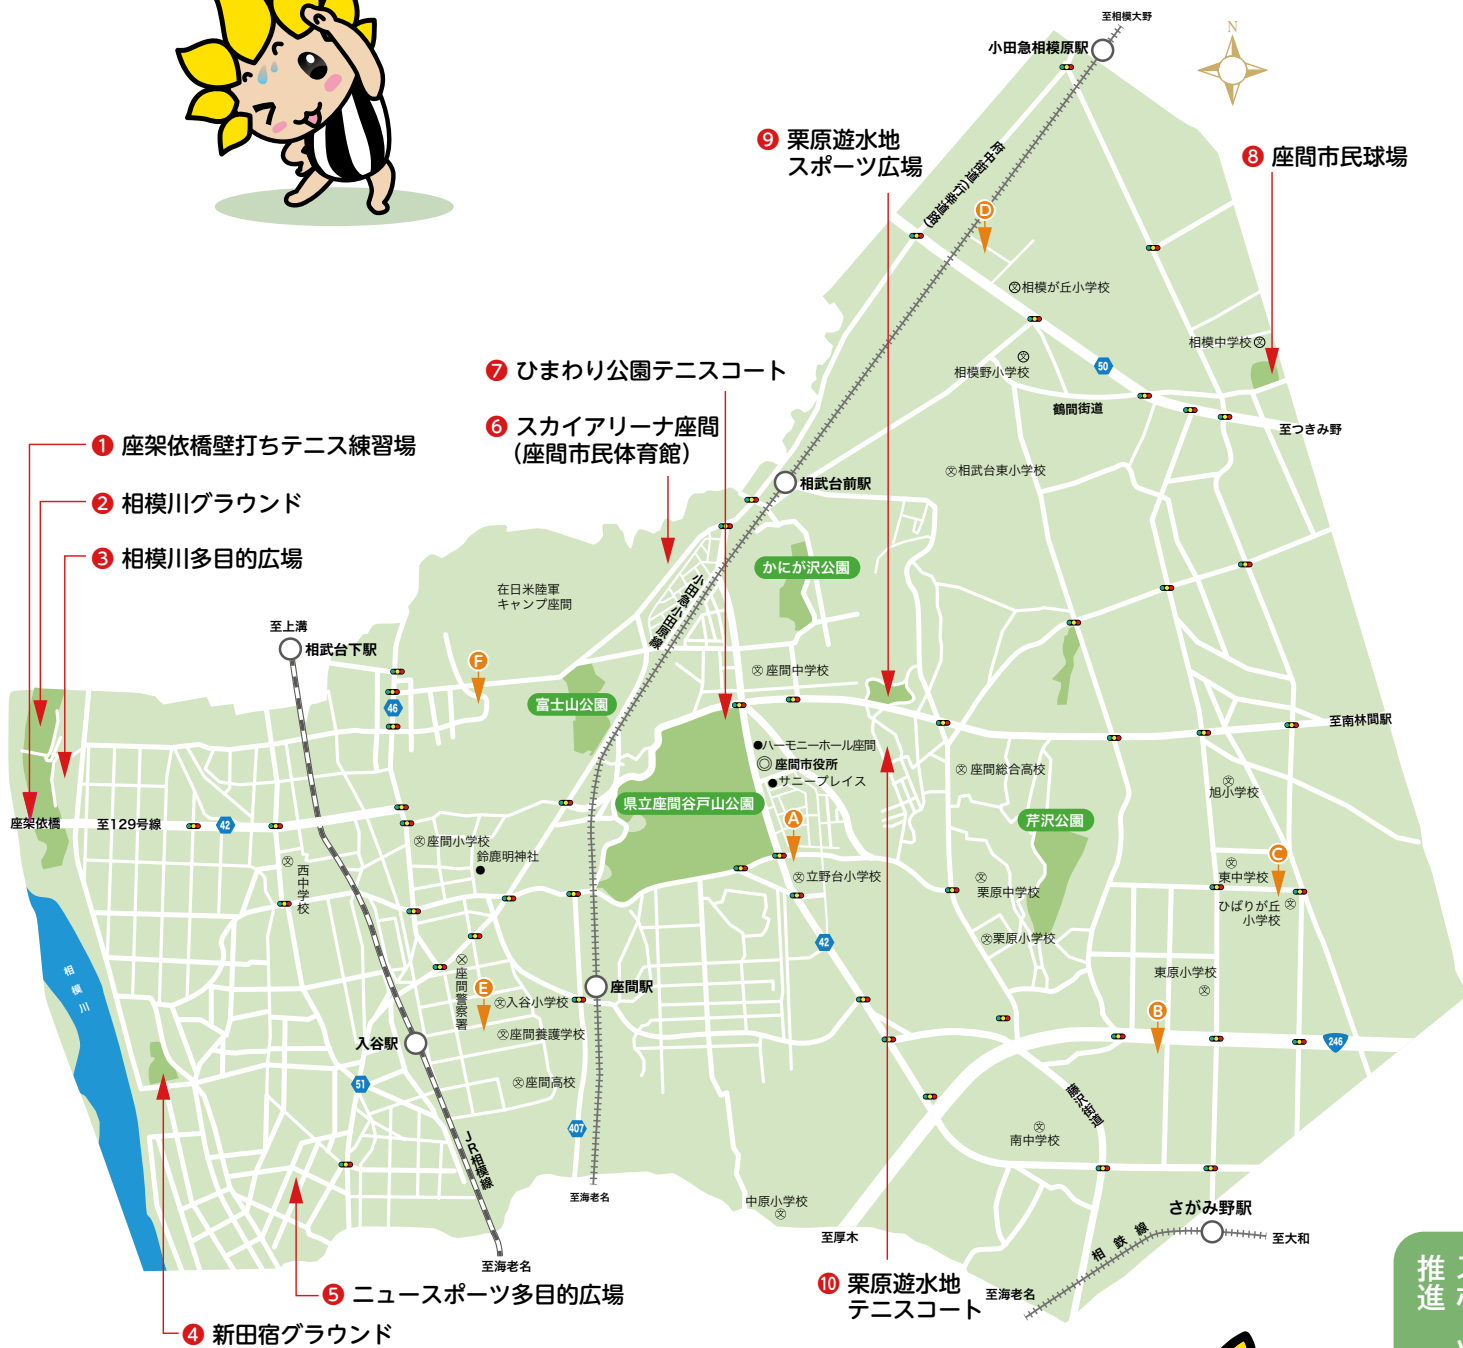 至相模大野
小田急相模原駅
N
❾ 栗原遊水地
スポーツ広場
❽ 座間市民球場
府中街道(行幸道路)
D
相模が丘小学校
相模中学校
相模野小学校
50
鶴間街道
至つきみ野
❼ ひまわり公園テニスコート
❻ スカイアリーナ座間
(座間市民体育館)
❶ 座架依橋壁打ちテニス練習場
❷ 相模川グラウンド
❸ 相模川多目的広場
相武台前駅
相武台東小学校
かにが沢公園
在日米陸軍
キャンプ座間
小田急小田原線
至上溝
相武台下駅
F
46
富士山公園
座間中学校
至南林間駅
ハーモニーホール座間
座間市役所
サニープレイス
座間総合高校
旭小学校
県立座間谷戸山公園
芹沢公園
座架依橋
至129号線
42
A
座間小学校
鈴鹿明神社
西中学校
立野台小学校
栗原中学校
東中学校
C
ひばりが丘
小学校
42
栗原小学校
東原小学校
相模川
座間警察署
E
入谷小学校
座間駅
座間養護学校
入谷駅
B
246
51
座間高校
407
藤沢街道
南中学校
JR相模線
至海老名
中原小学校
さがみ野駅
至厚木
相鉄線
至大和
至海老名
❺ ニュースポーツ多目的広場
❿ 栗原遊水地
テニスコート
至海老名
❹ 新田宿グラウンド
推進